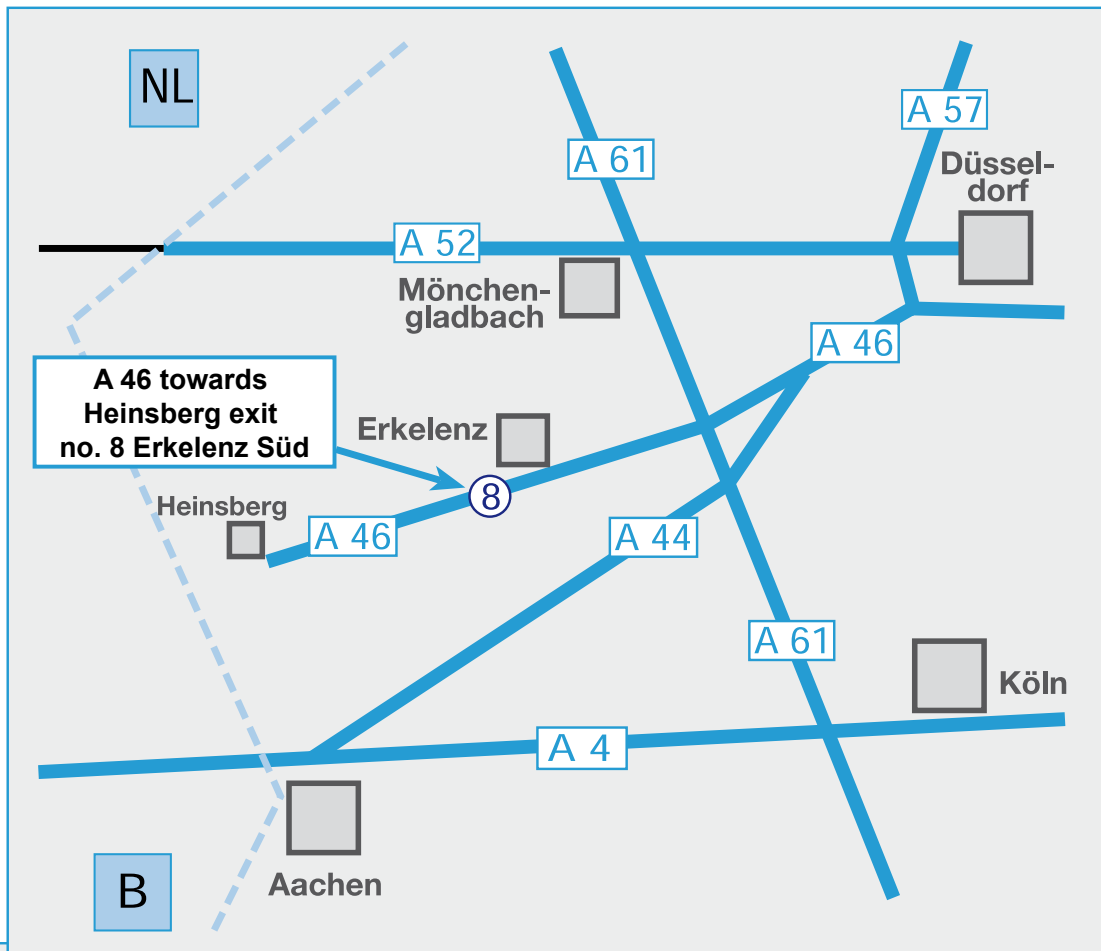 NL
A 57
A 61
Düssel-
dorf
A 52
Mönchen-
gladbach
A 46
A 46 towards
Heinsberg exit
no. 8 Erkelenz Süd
Erkelenz
8
Heinsberg
A 46
A 44
A 61
Köln
A 4
B
Aachen